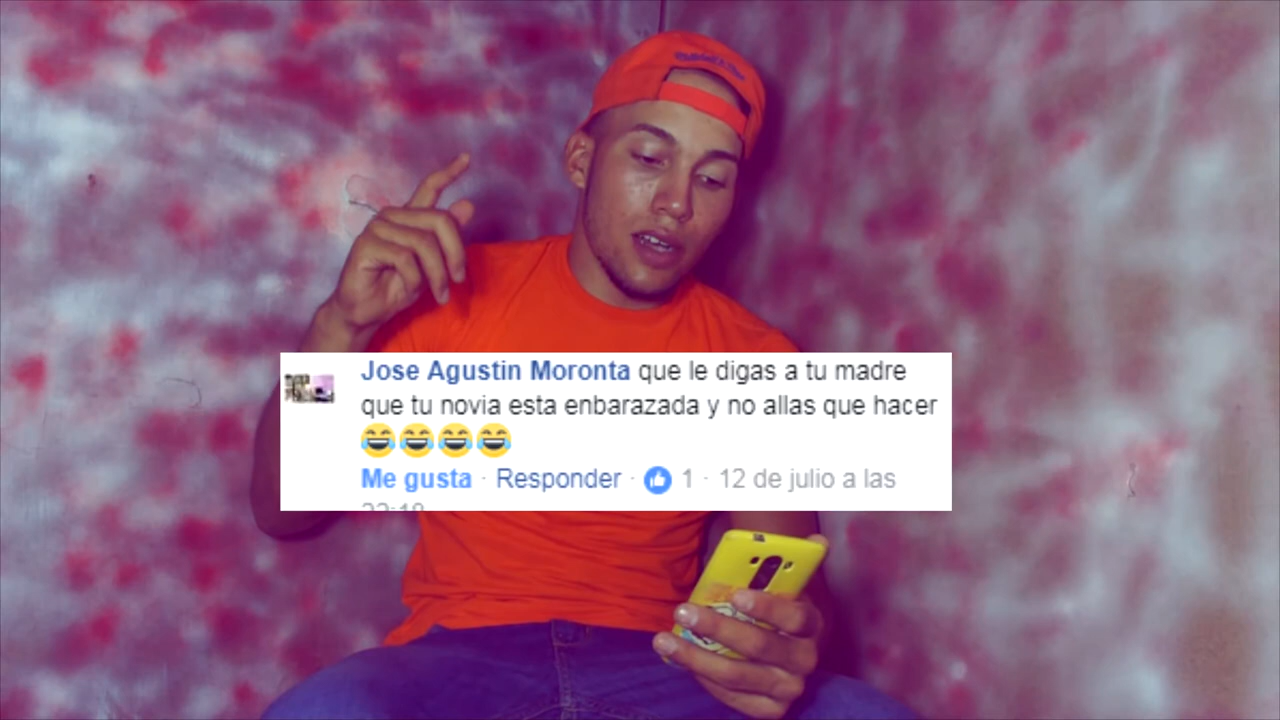 Jose Agustin Moronta que le digas a tu madre
que tu novia esta enbarazada y no allas que hacer
😂😂😂😂
Me gusta · Responder · 1 · 12 de julio a las